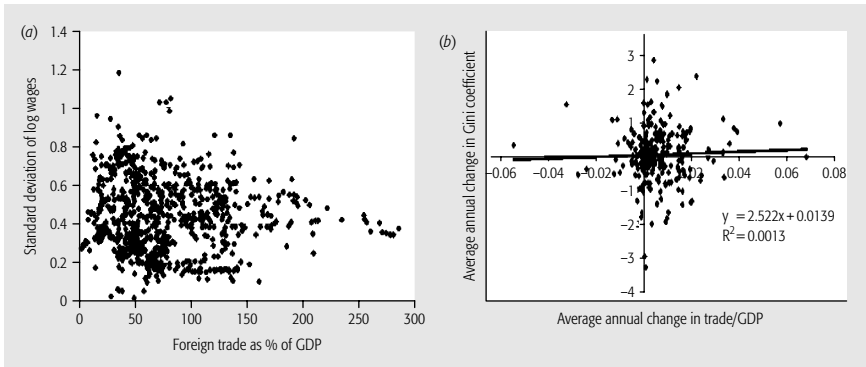 (a)
1.4
1.2
1
0.8
0.6
0.4
0.2
0
0 50 100 150 200 250 300
Standard deviation of log wages
Foreign trade as % of GDP
(b)
3
2
1
−0.06 −0.04 −0.02 0 0.02 0.04 0.06 0.08
−1
−2
−3
−4
Average annual change in Gini coefficient
y = 2.522x + 0.0139
R² = 0.0013
Average annual change in trade/GDP